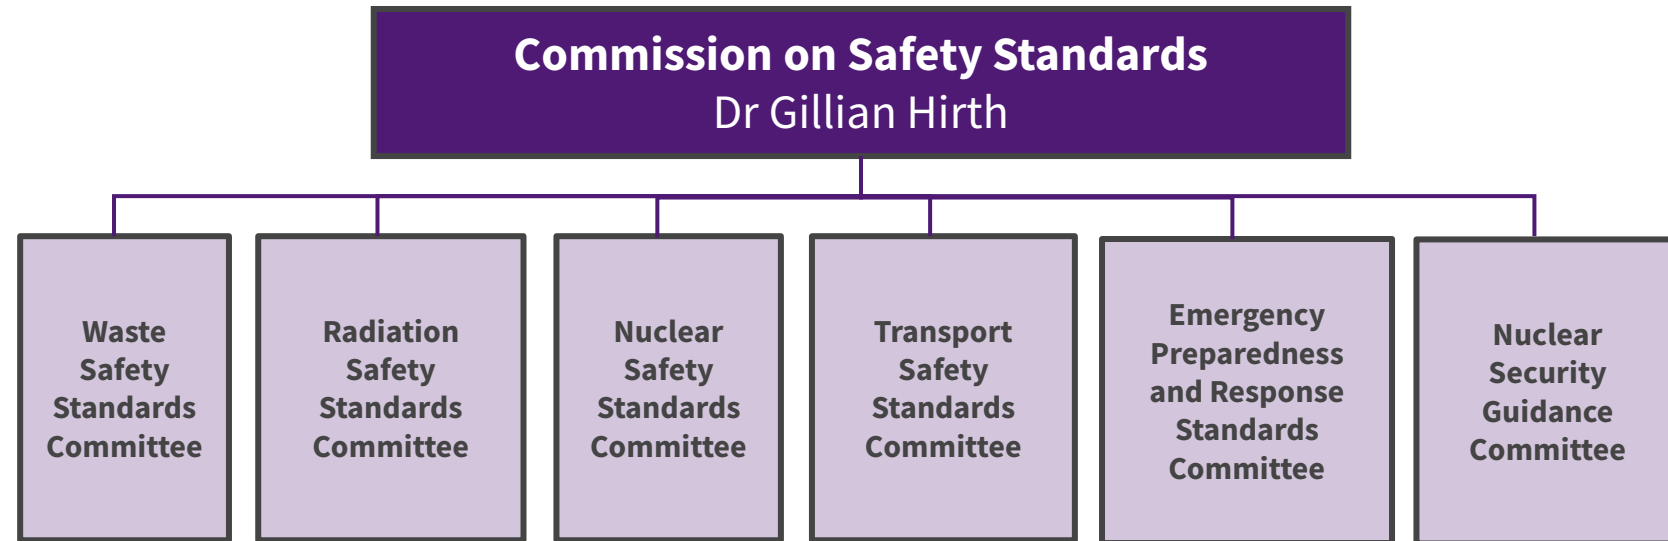 Commission on Safety Standards
Dr Gillian Hirth
Waste
Safety
Standards
Committee
Radiation
Safety
Standards
Committee
Nuclear
Safety
Standards
Committee
Transport
Safety
Standards
Committee
Emergency
Preparedness
and Response
Standards
Committee
Nuclear
Security
Guidance
Committee